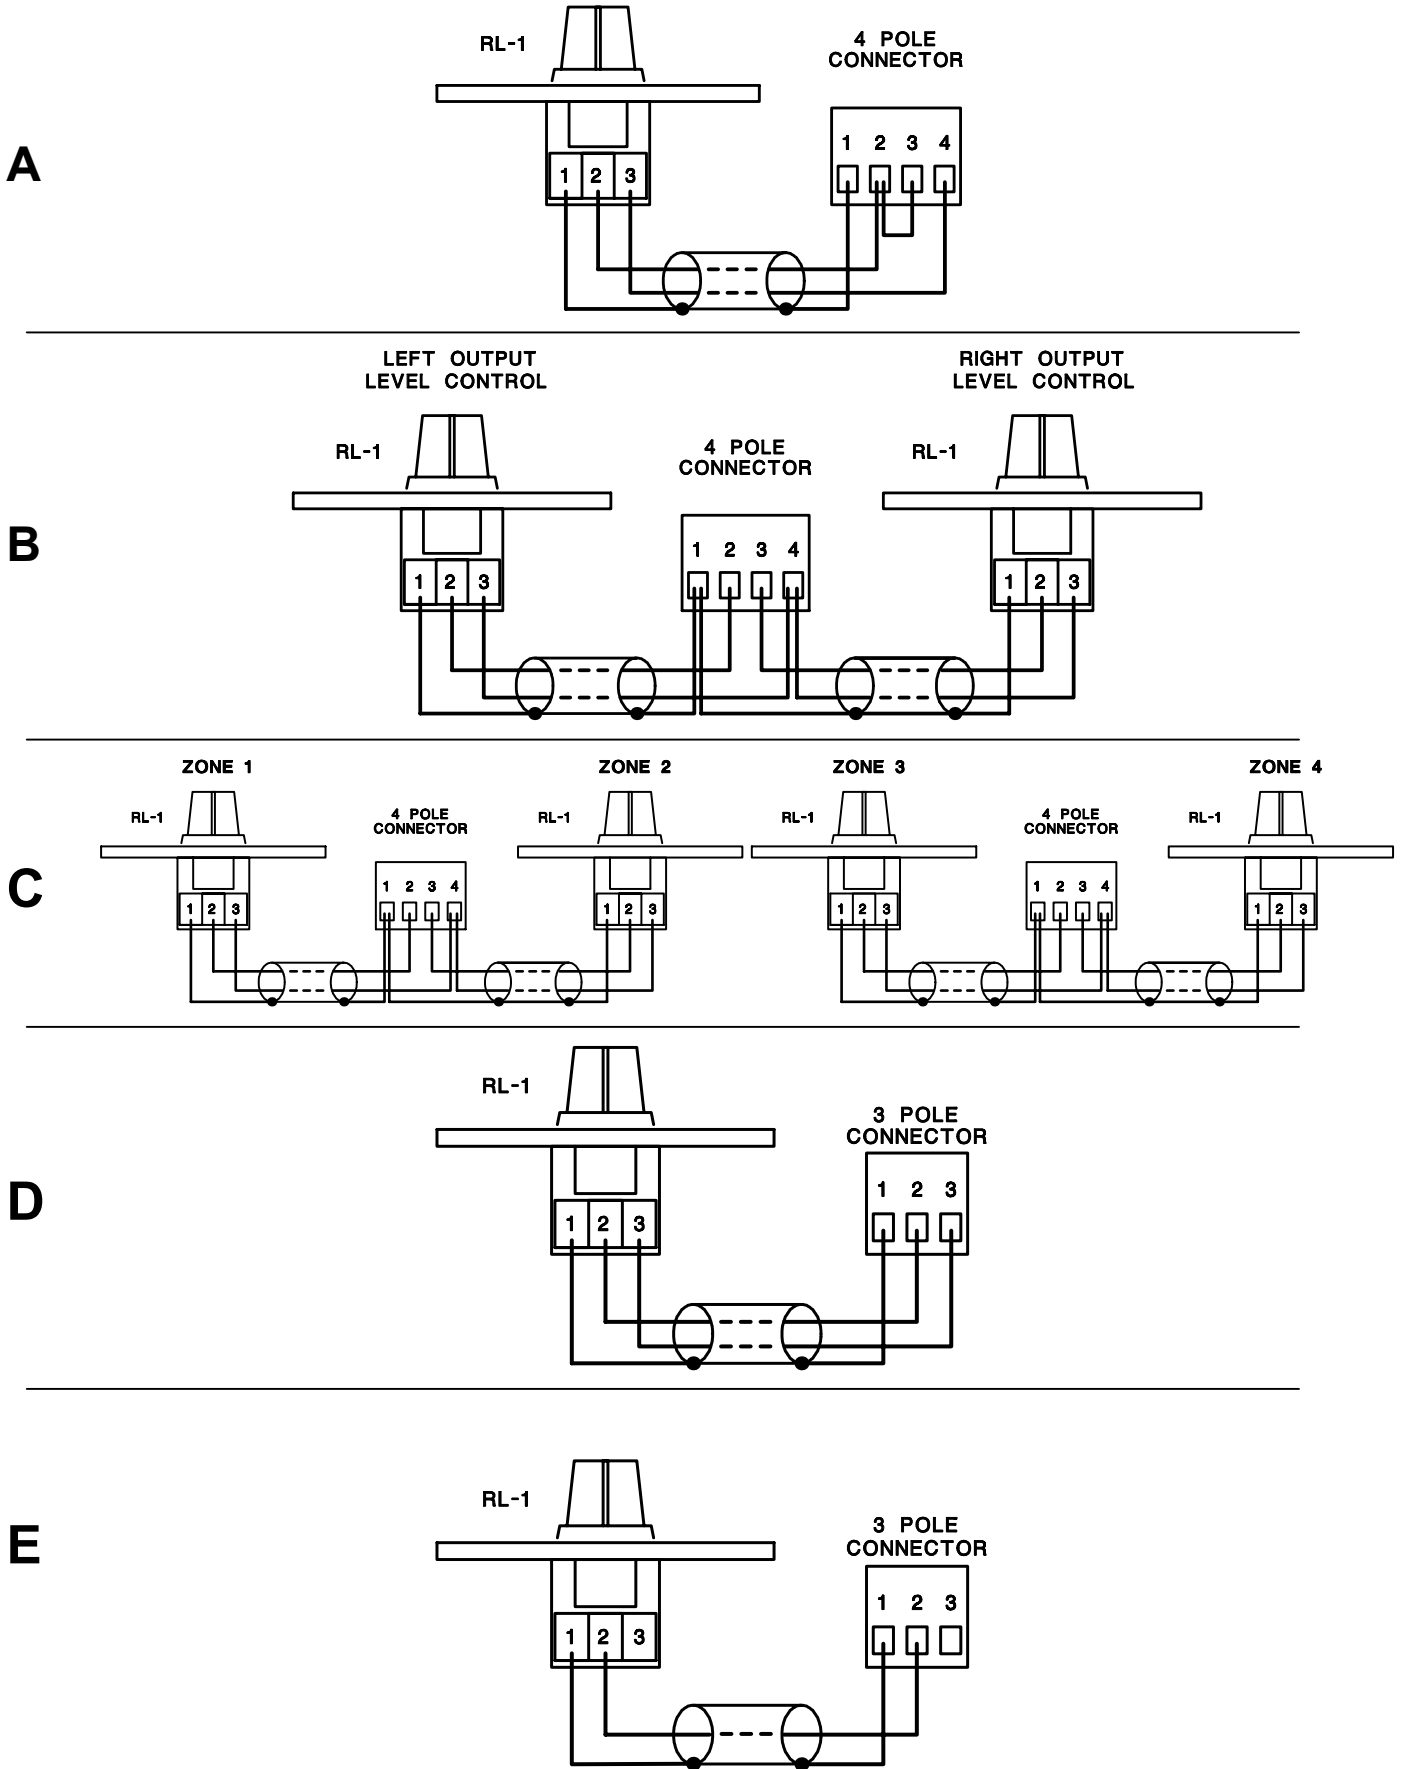 RL-1
4 POLE
CONNECTOR
1 2 3 4
A
1 2 3
LEFT OUTPUT
LEVEL CONTROL
RIGHT OUTPUT
LEVEL CONTROL
RL-1
4 POLE
CONNECTOR
RL-1
B
1 2 3 4
1 2 3
1 2 3
ZONE 1
ZONE 2
ZONE 3
ZONE 4
RL-1
4 POLE
CONNECTOR
RL-1
RL-1
4 POLE
CONNECTOR
RL-1
C
1 2 3 4
1 2 3 4
1 2 3
1 2 3
1 2 3
1 2 3
RL-1
3 POLE
CONNECTOR
D
1 2 3
1 2 3
RL-1
3 POLE
CONNECTOR
E
1 2 3
1 2 3